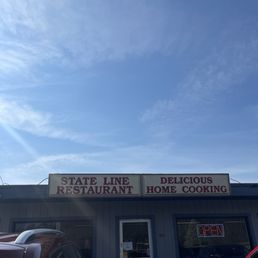 STATE LINE
RESTAURANT
DELICIOUS
HOME COOKING
OPEN